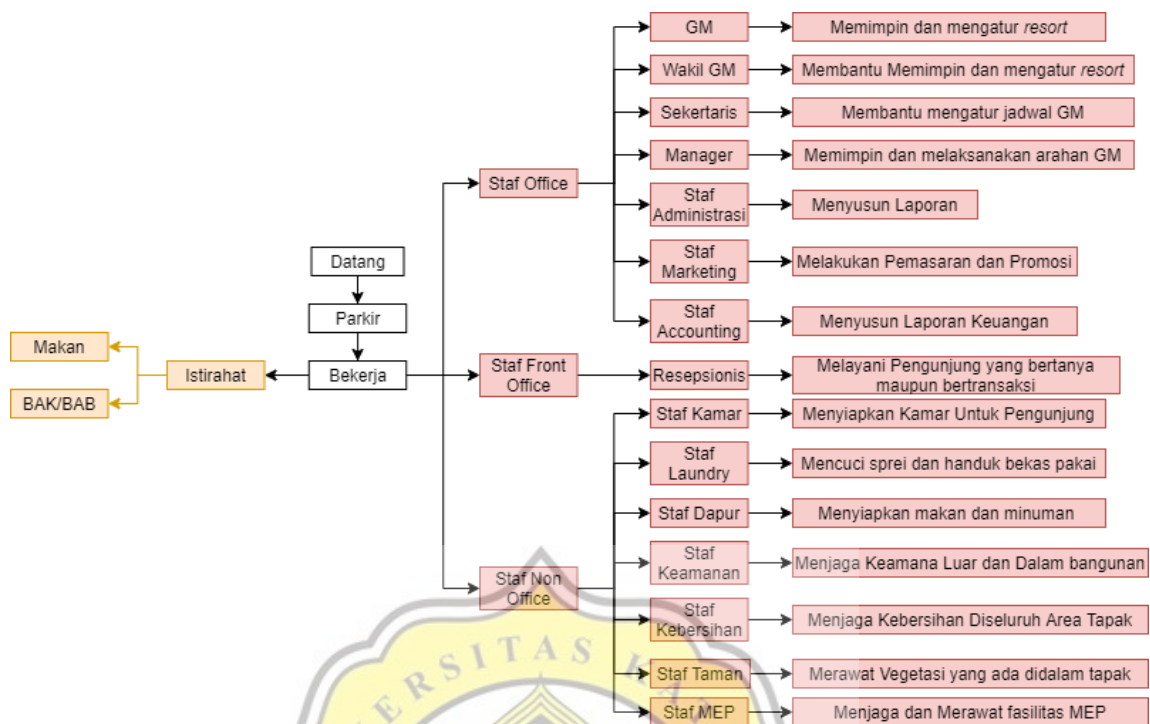 GM
Memimpin dan mengatur resort
Wakil GM
Membantu Memimpin dan mengatur resort
Sekertaris
Membantu mengatur jadwal GM
Manager
Memimpin dan melaksanakan arahan GM
Staf Office
Staf
Administrasi
Menyusun Laporan
Staf
Marketing
Melakukan Pemasaran dan Promosi
Staf
Accounting
Menyusun Laporan Keuangan
Datang
Parkir
Bekerja
Istirahat
Makan
BAK/BAB
Staf Front
Office
Resepsionis
Melayani Pengunjung yang bertanya
maupun bertransaksi
Staf Kamar
Menyiapkan Kamar Untuk Pengunjung
Staf
Laundry
Mencuci sprei dan handuk bekas pakai
Staf Dapur
Menyiapkan makan dan minuman
Staf Non
Office
Staf
Keamanan
Menjaga Keamana Luar dan Dalam bangunan
Staf
Kebersihan
Menjaga Kebersihan Diseluruh Area Tapak
Staf Taman
Merawat Vegetasi yang ada didalam tapak
Staf MEP
Menjaga dan Merawat fasilitas MEP
ERSITAS KAT